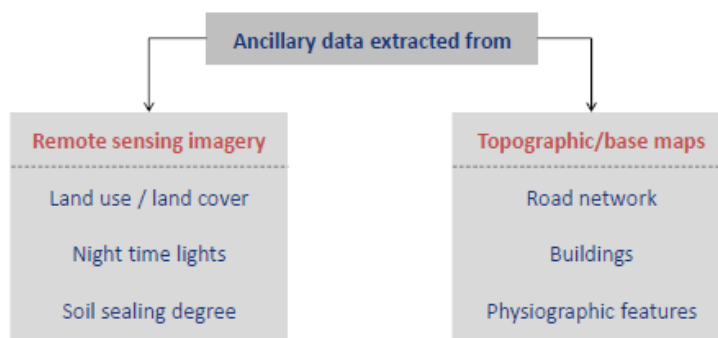 Ancillary data extracted from
Remote sensing imagery
Land use / land cover
Night time lights
Soil sealing degree
Topographic/base maps
Road network
Buildings
Physiographic features